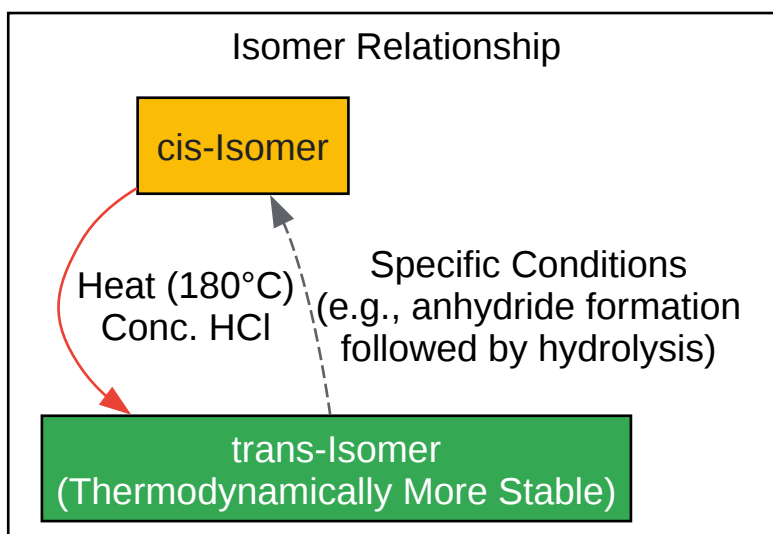 Isomer Relationship
cis-Isomer
Heat (180°C)
Conc. HCl
Specific Conditions
(e.g., anhydride formation
followed by hydrolysis)
trans-Isomer
(Thermodynamically More Stable)